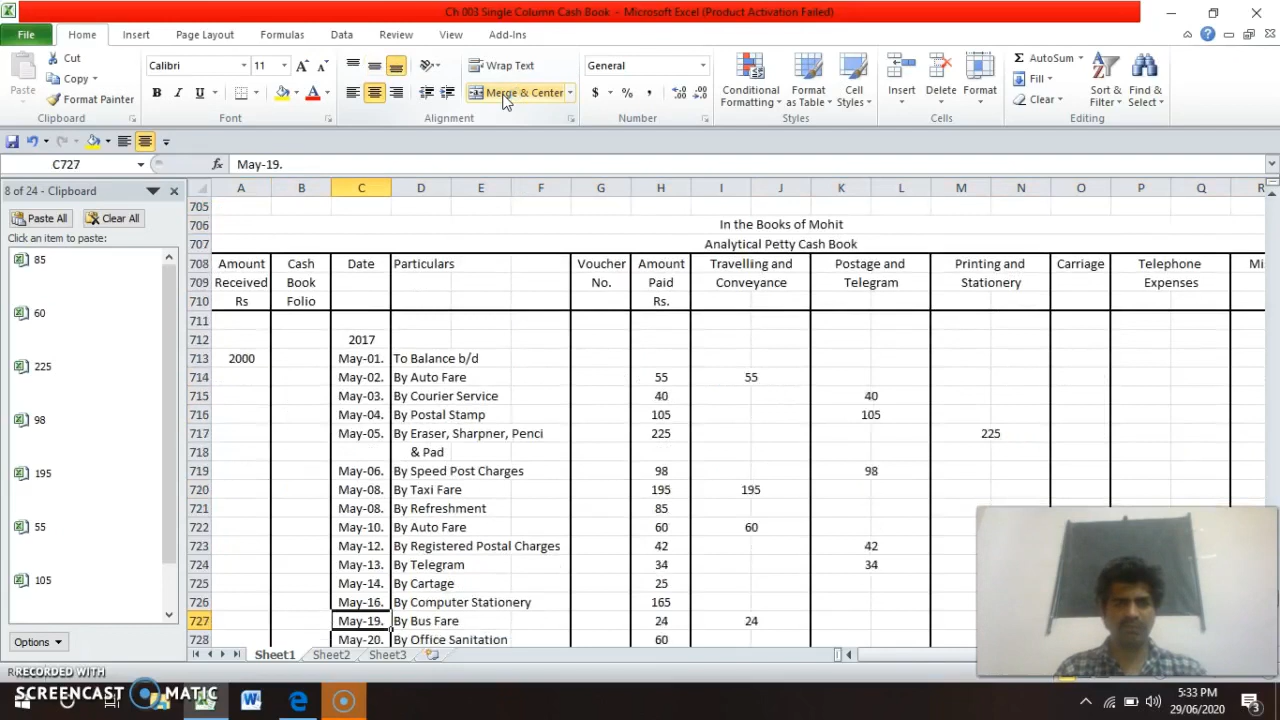 Ch 003 Single Column Cash Book - Microsoft Excel (Product Activation Failed)
File Home Insert Page Layout Formulas Data Review View Add-Ins
Cut
Copy
Format Painter
Paste
Clipboard
Calibri 11
B I U A
Font
Wrap Text
Merge & Center
Alignment
General
$ % ,
Number
Conditional Formatting
Format as Table
Cell Styles
Styles
Insert Delete Format
Cells
AutoSum
Fill
Clear
Sort & Filter
Find & Select
Editing
C727 fx May-19.
8 of 24 - Clipboard
Paste All Clear All
Click an item to paste:
85
60
225
98
195
55
105
Options
A B C D E F G H I J K L M N O P Q R
705
706 In the Books of Mohit
707 Analytical Petty Cash Book
708 Amount Cash Date Particulars Voucher Amount Travelling and Postage and Printing and Carriage Telephone Mi
709 Received Book No. Paid Conveyance Telegram Stationery Expenses
710 Rs Folio Rs.
711
712 2017
713 2000 May-01. To Balance b/d
714 May-02. By Auto Fare 55 55
715 May-03. By Courier Service 40 40
716 May-04. By Postal Stamp 105 105
717 May-05. By Eraser, Sharpner, Penci 225 225
718 & Pad
719 May-06. By Speed Post Charges 98 98
720 May-08. By Taxi Fare 195 195
721 May-08. By Refreshment 85
722 May-10. By Auto Fare 60 60
723 May-12. By Registered Postal Charges 42 42
724 May-13. By Telegram 34 34
725 May-14. By Cartage 25
726 May-16. By Computer Stationery 165
727 May-19. By Bus Fare 24 24
728 May-20. By Office Sanitation 60
Sheet1 Sheet2 Sheet3
RECORDED WITH
SCREENCAST MATIC
5:33 PM
29/06/2020
3